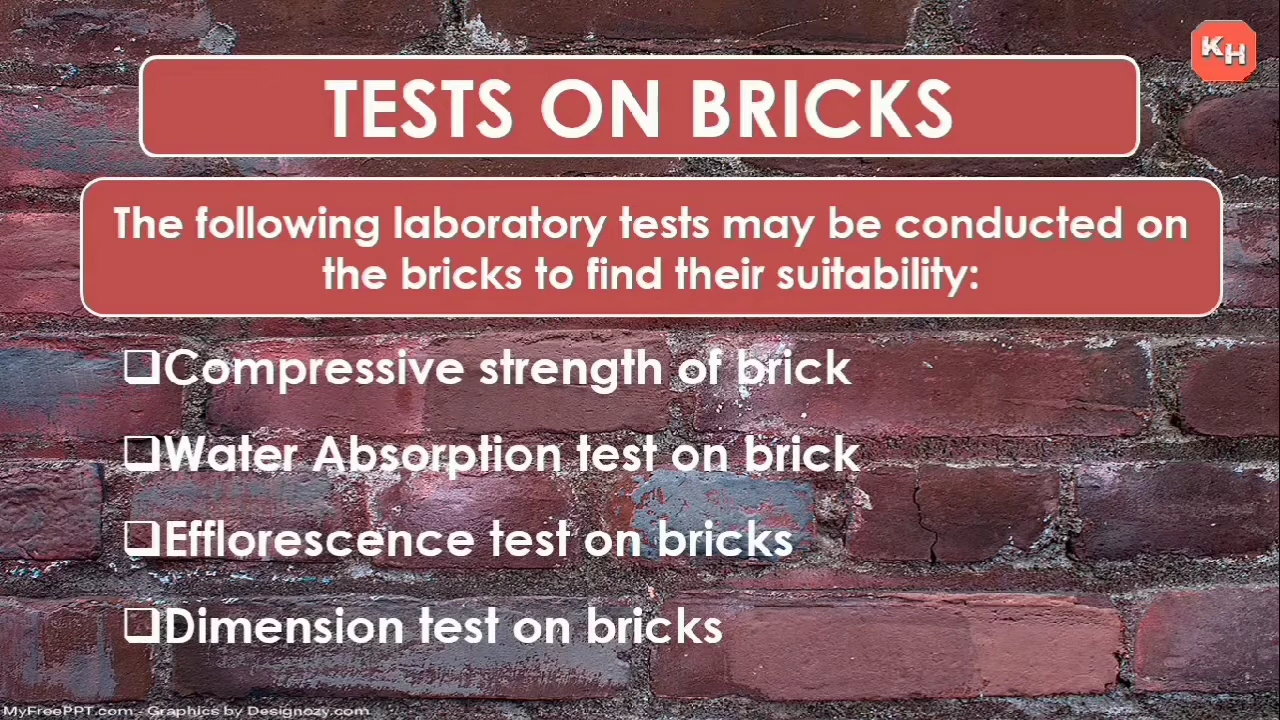 KH
TESTS ON BRICKS
The following laboratory tests may be conducted on
the bricks to find their suitability:
❑Compressive strength of brick
❑Water Absorption test on brick
❑Efflorescence test on bricks
❑Dimension test on bricks
MyFreePPT.com - Graphics by Designozy.com